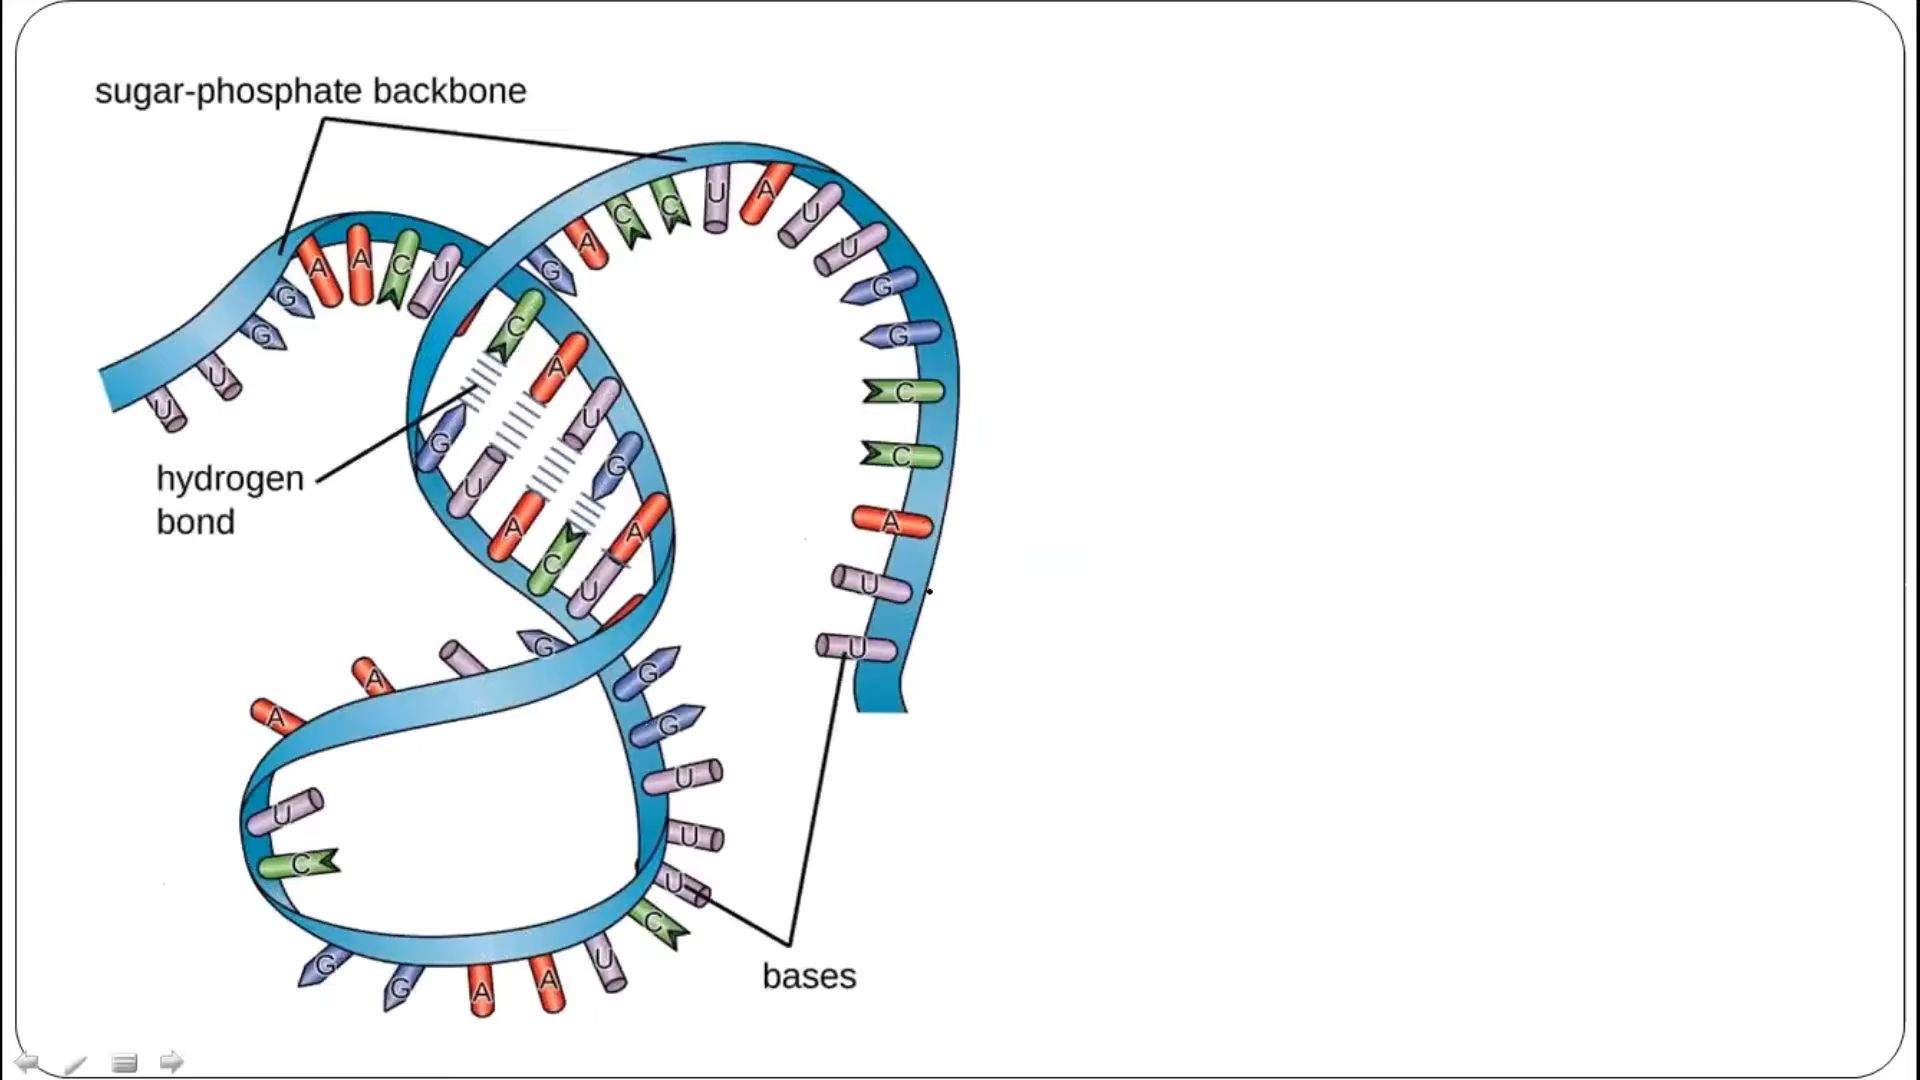 sugar-phosphate backbone
U U G G A A C U
G A C C U A U U G G C C A U U
C A U G A
G U A C U
hydrogen
bond
G A A U C
G G U U U C
G G A A U
bases